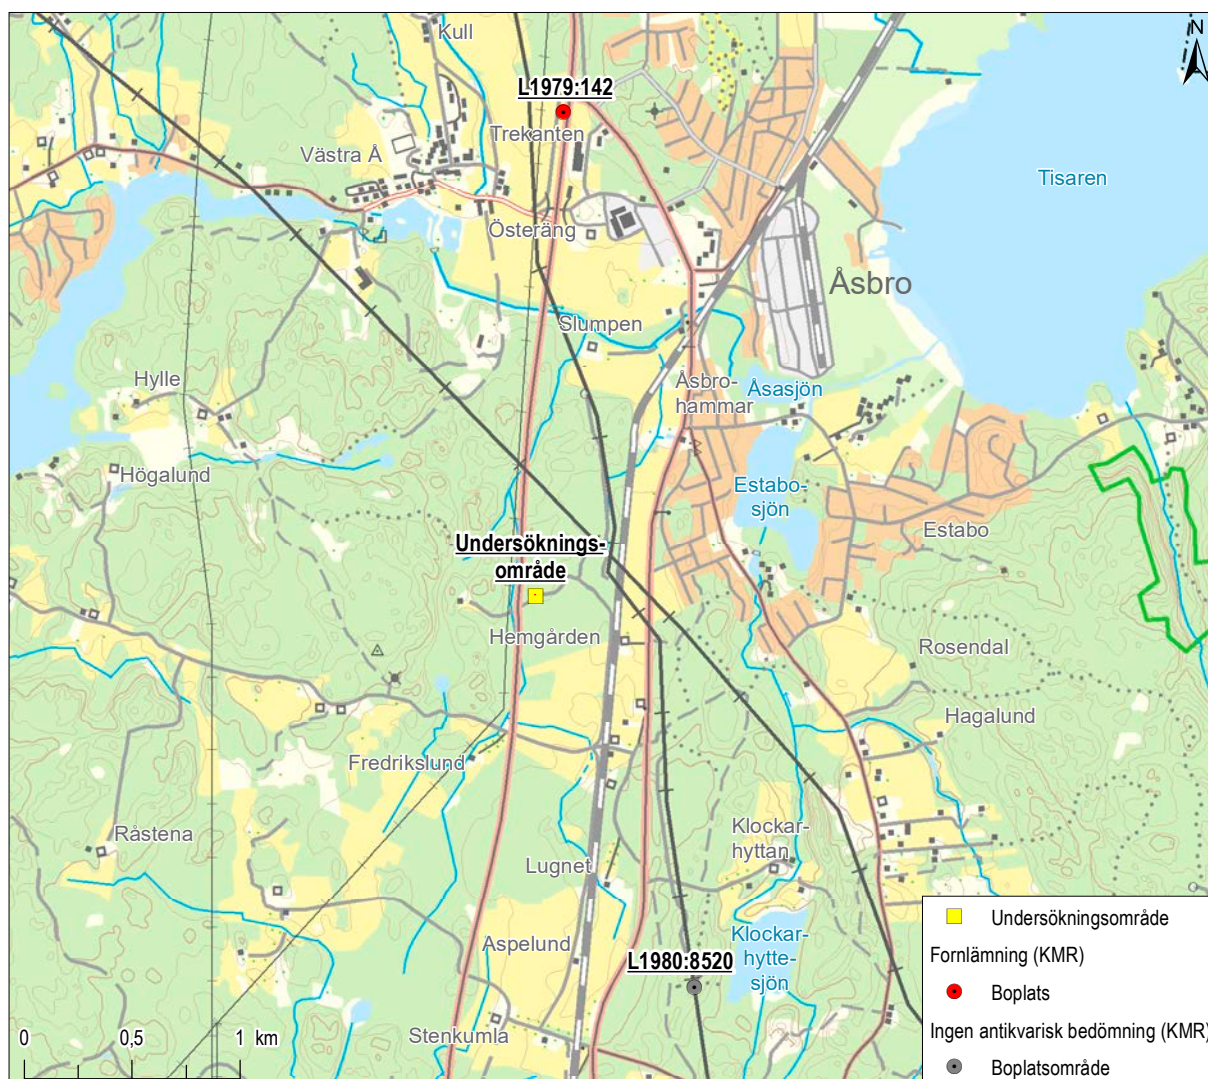 Kull
N
L1979:142
Trekanten
Västra Å
Tisaren
Österäng
Åsbro
Slumpen
Hylle
Åsbro-
hammar
Åsasjön
Högalund
Estabo-
sjön
Estabo
Undersöknings-
område
Hemgården
Rosendal
Hagalund
Fredrikslund
Råstena
Klockar-
hyttan
Lugnet
Aspelund
L1980:8520
Klockar-
hytte-
sjön
Stenkumla
0 0,5 1 km
Undersökningsområde
Fornlämning (KMR)
Boplats
Ingen antikvarisk bedömning (KMR)
Boplatsområde